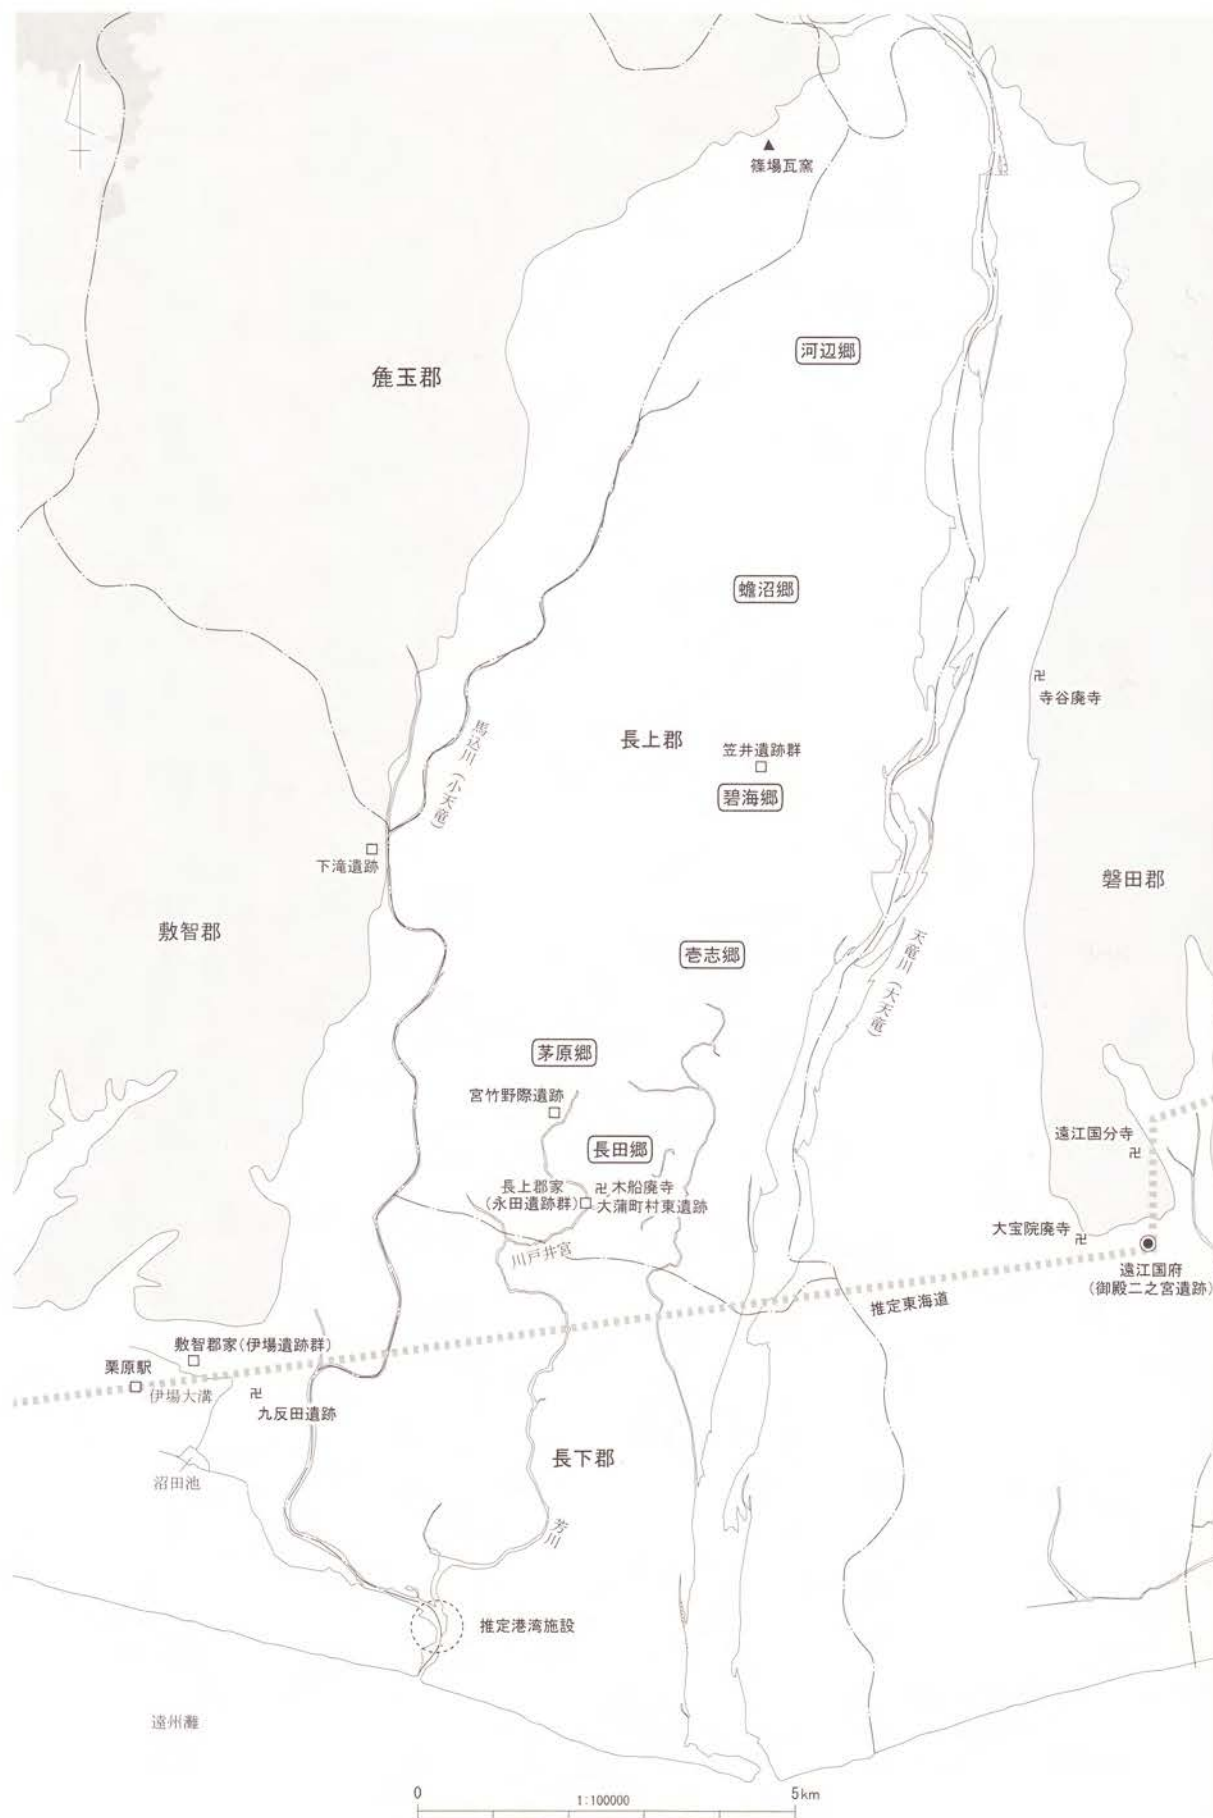 篠場瓦窯
河辺郷
麁玉郡
蟾沼郷
寺谷廃寺
馬込川(小天竜)
長上郡
笠井遺跡群
碧海郷
下滝遺跡
磐田郡
敷智郡
壱志郷
天竜川(大天竜)
茅原郷
宮竹野際遺跡
長田郷
遠江国分寺
長上郡家
(永田遺跡群)
木船廃寺
大蒲町村東遺跡
大宝院廃寺
川戸井宮
遠江国府
(御殿二之宮遺跡)
推定東海道
敷智郡家(伊場遺跡群)
栗原駅
伊場大溝
九反田遺跡
長下郡
沼田池
芳川
推定港湾施設
遠州灘
0
5km
1:100000